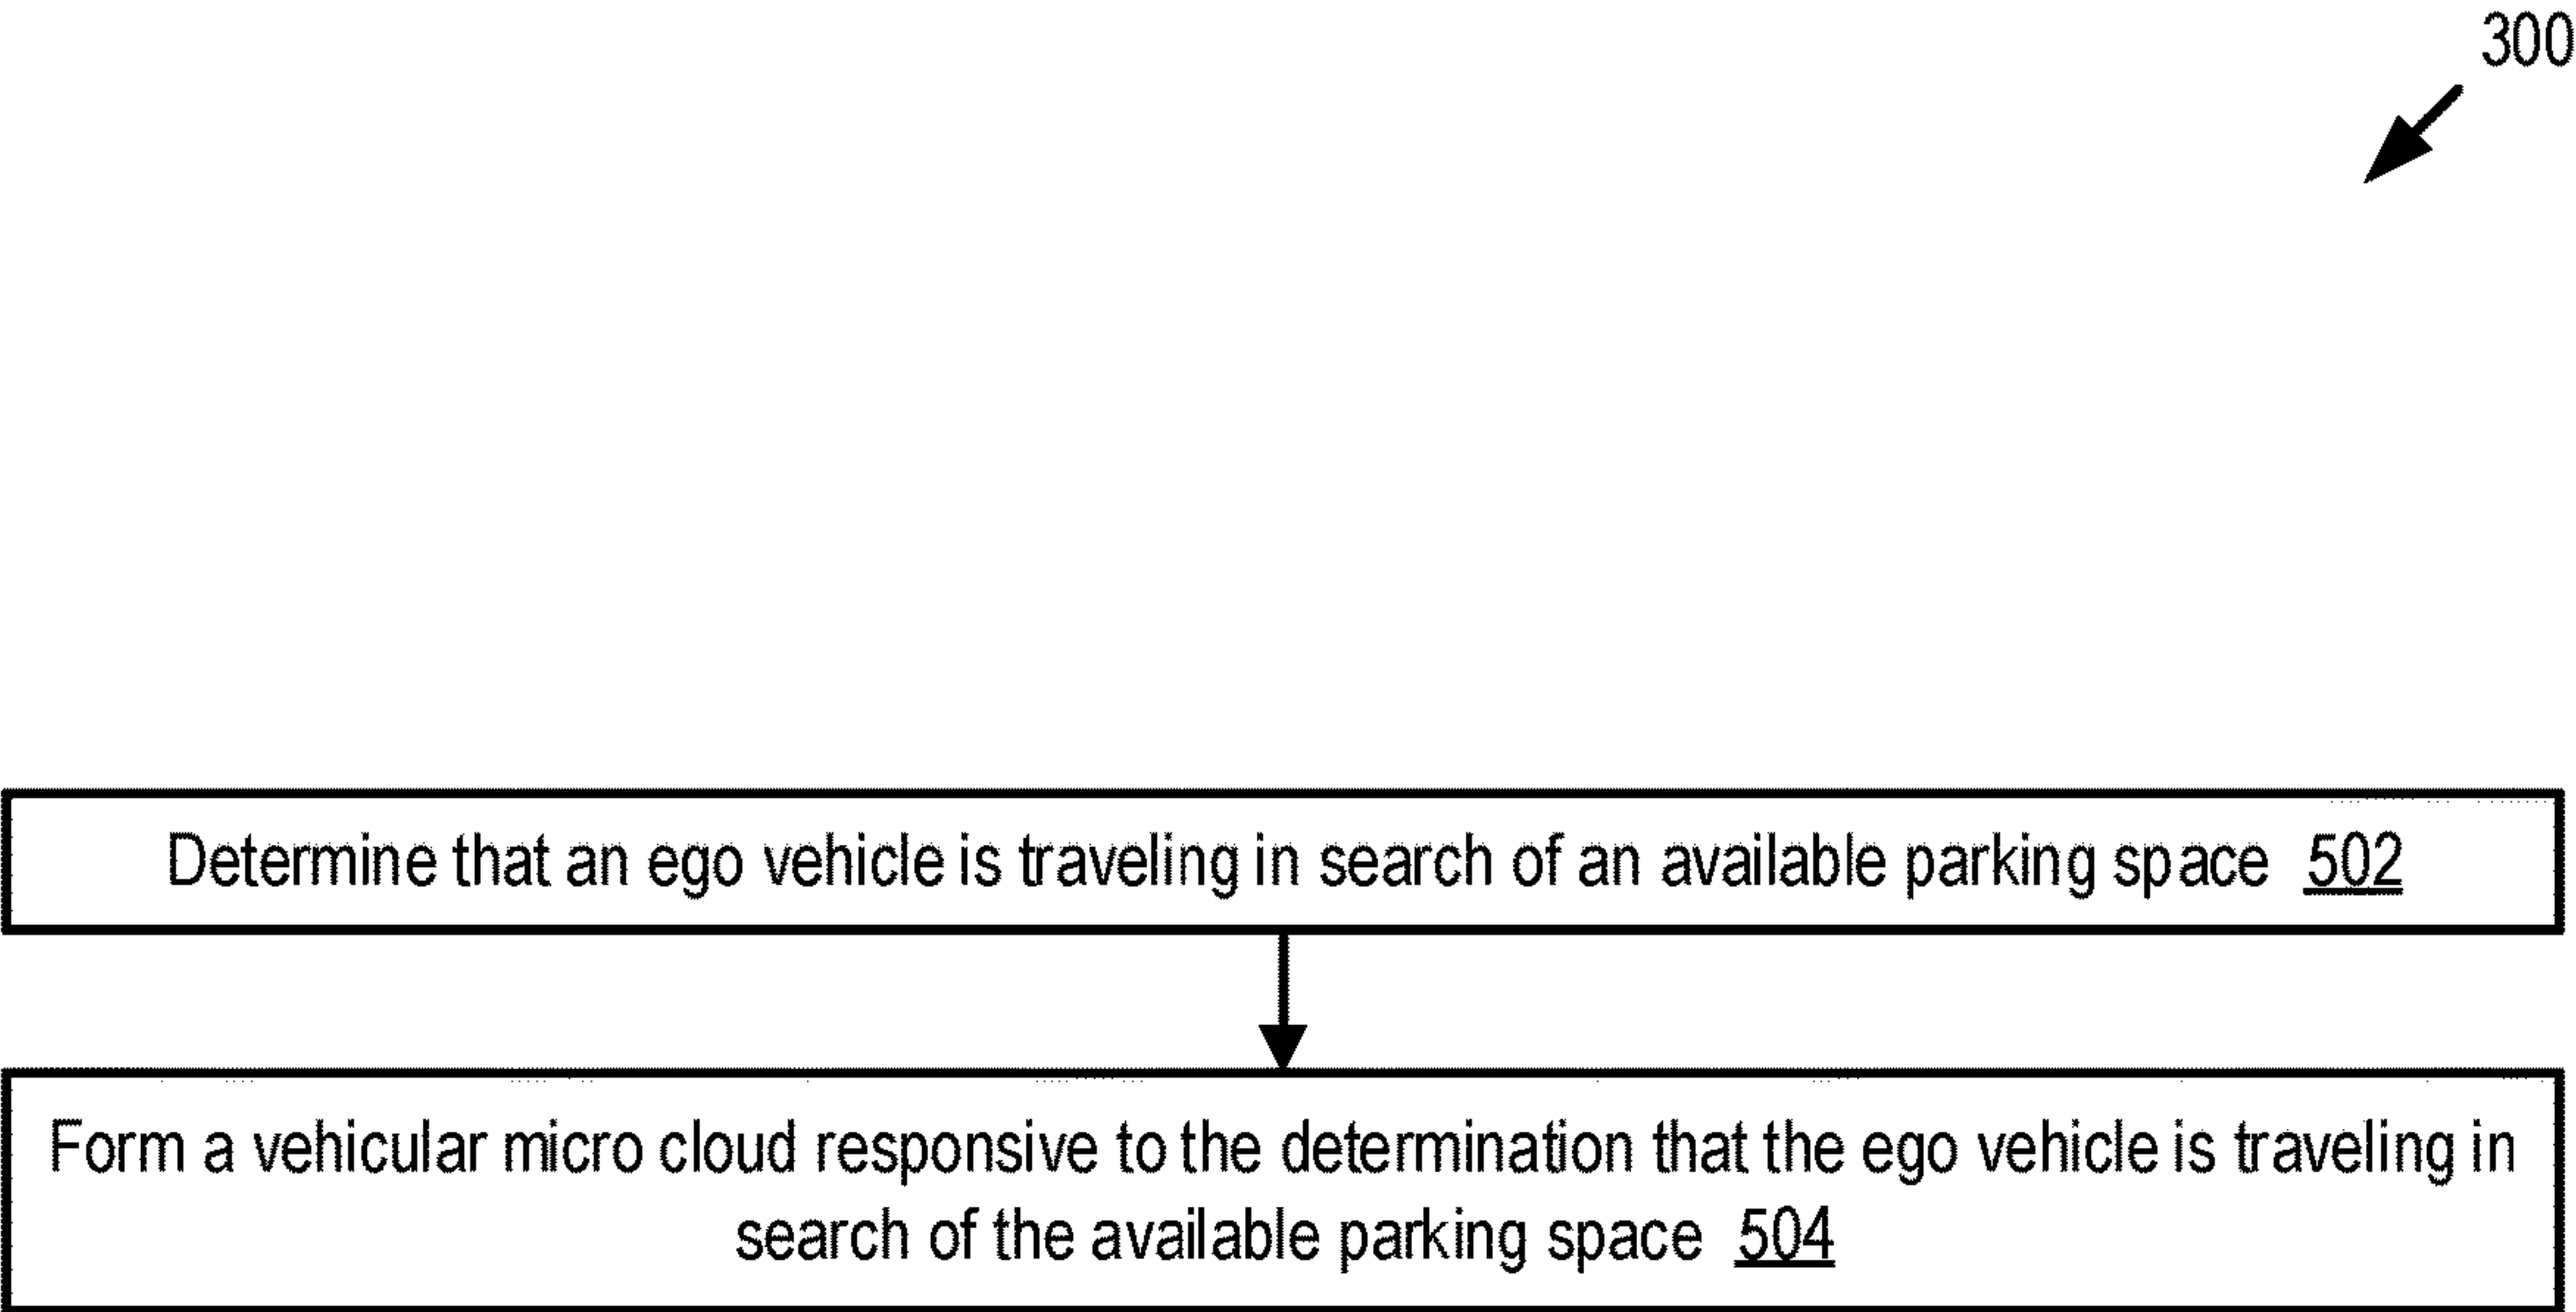 300
Determine that an ego vehicle is traveling in search of an available parking space 502
Form a vehicular micro cloud responsive to the determination that the ego vehicle is traveling in
search of the available parking space 504